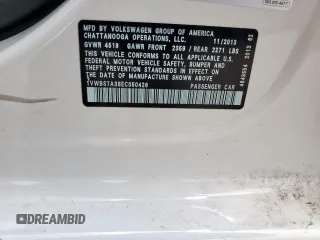 MFD BY VOLKSWAGEN GROUP OF AMERICA
CHATTANOOGA OPERATIONS, LLC. 11/2013
GVWR 4519 GAWR FRONT 2369 REAR 2271 LBS
THIS VEHICLE CONFORMS TO ALL APPLICABLE
FEDERAL MOTOR VEHICLE SAFETY, BUMPER AND
THEFT PREVENTION STANDARDS IN EFFECT ON
THE DATE OF MANUFACTURE SHOWN ABOVE.
PASSENGER CAR
DREAMBID